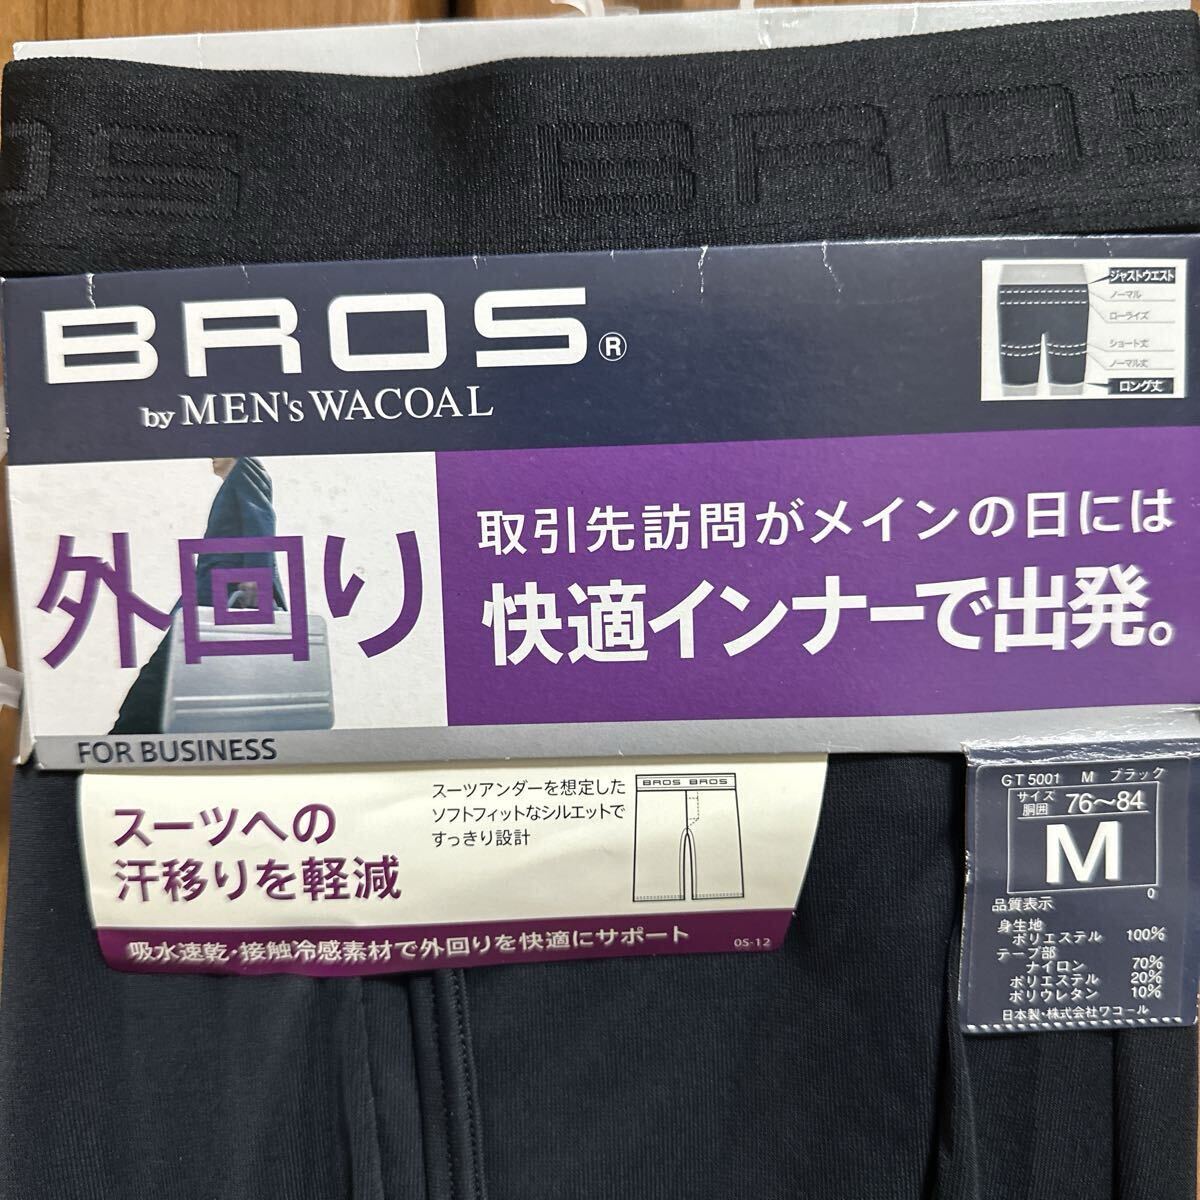 OS BROS
BROS®
by MEN's WACOAL
ジャストウエスト
ノーマル
ローライズ
ショート丈
ノーマル丈
ロング丈
外回り
取引先訪問がメインの日には
快適インナーで出発。
FOR BUSINESS
スーツへの
汗移りを軽減
スーツアンダーを想定した
ソフトフィットなシルエットで
すっきり設計
BROS BROS
吸水速乾・接触冷感素材で外回りを快適にサポート
OS-12
GT5001 M ブラック
サイズ
胴囲 76〜84
M
0
品質表示
身生地
ポリエステル 100%
テープ部
ナイロン 70%
ポリエステル 20%
ポリウレタン 10%
日本製・株式会社ワコール